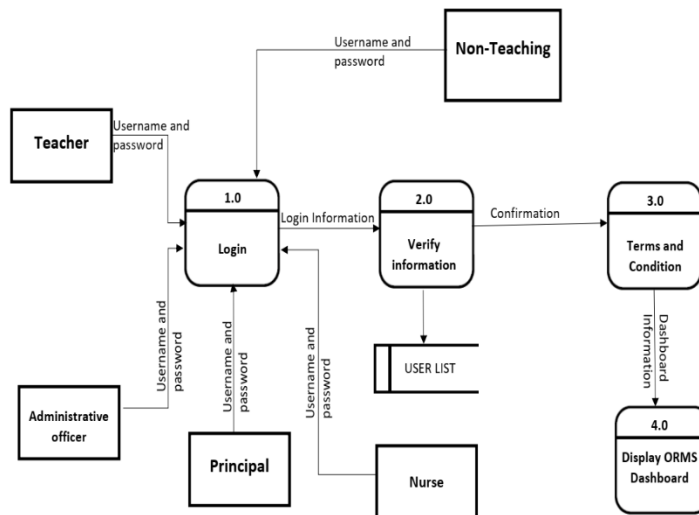 Username and
password
Non-Teaching
Teacher
Username and
password
1.0
Login
Login Information
2.0
Verify
information
Confirmation
3.0
Terms and
Condition
Username and
password
Username and
password
Username and
password
USER LIST
Dashboard
Information
Administrative
officer
Principal
Nurse
4.0
Display ORMS
Dashboard